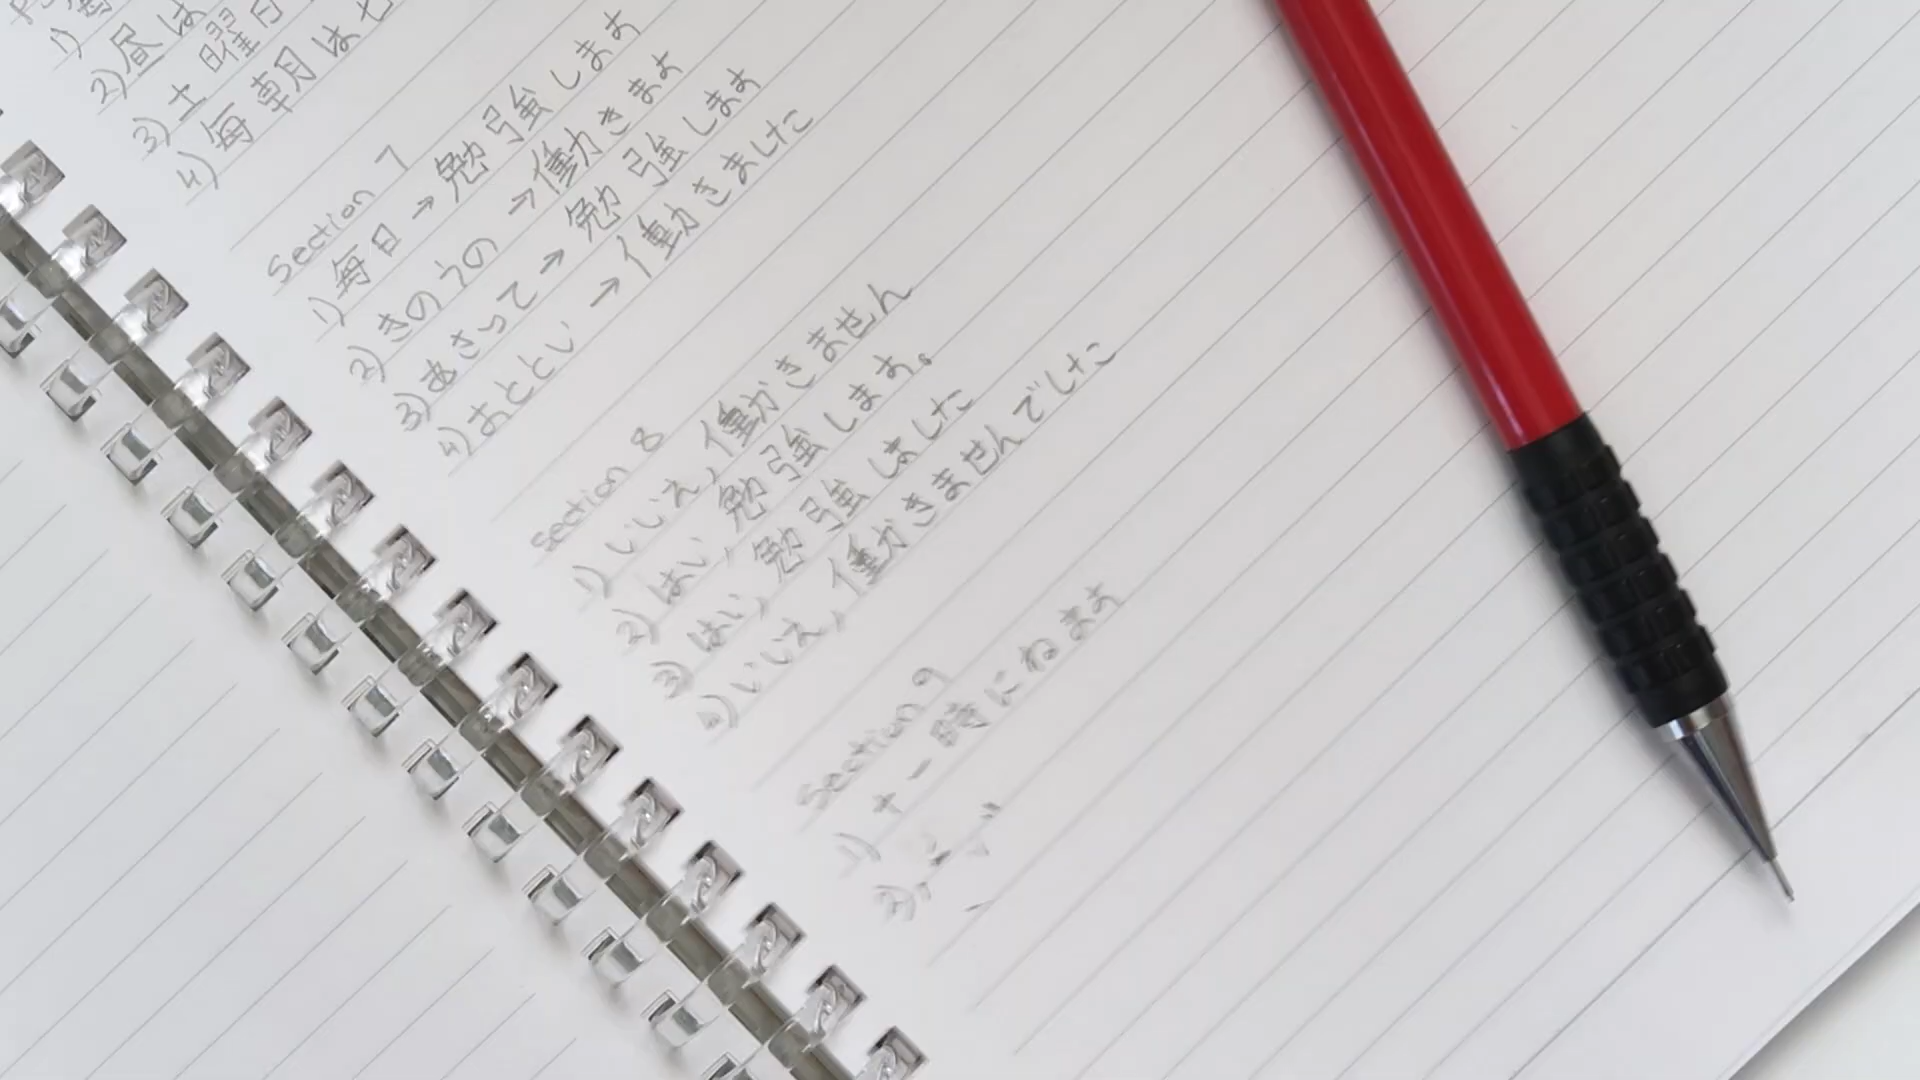 1)
2) 昼は
3) 土曜日
4) 毎朝月は七
Section 7
1) 毎日 → 勉強します
2) きのうの → 働きます
3) あさって → 勉強します
4) おととい → 働きました
Section 8
1) いいえ, 働きません
2) はい, 勉強します。
3) はい, 勉強しました
4) いいえ, 働きませんでした
Section 9
1) 十一時にねます
2)